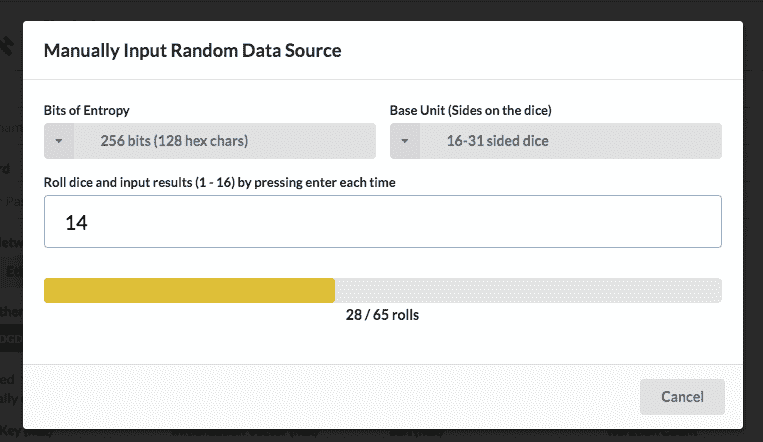 Manually Input Random Data Source
Bits of Entropy
Base Unit (Sides on the dice)
256 bits (128 hex chars)
16-31 sided dice
Roll dice and input results (1 - 16) by pressing enter each time
14
28 / 65 rolls
Cancel